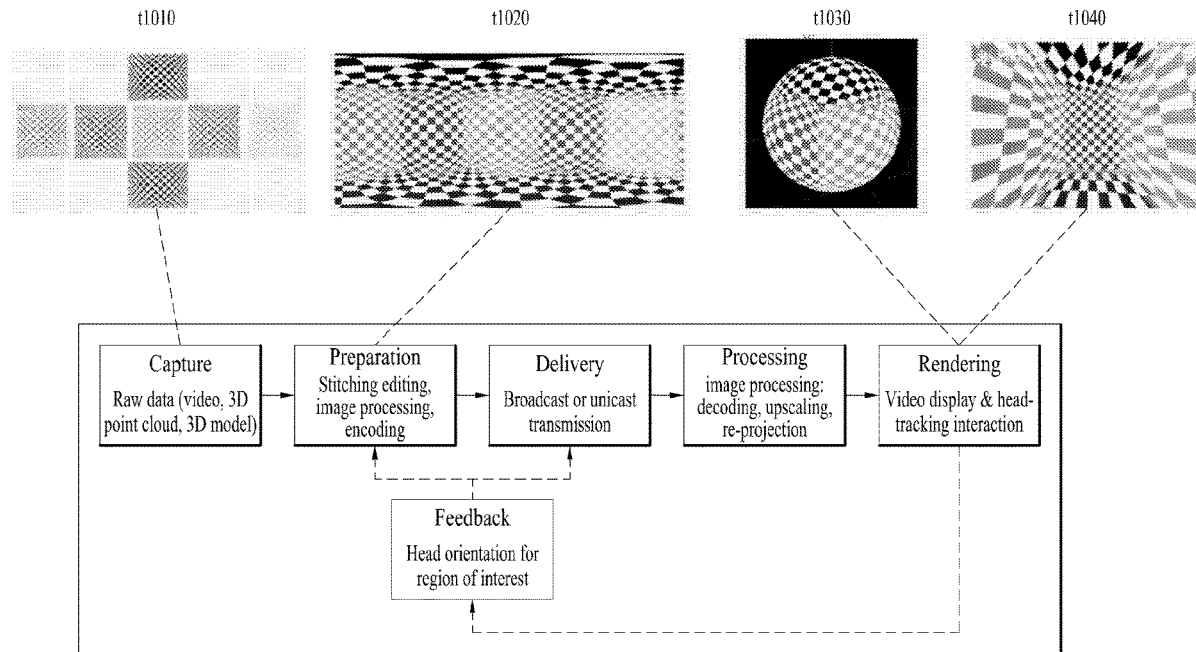 t1010
t1020
t1030
t1040
Capture
Raw data (video, 3D
point cloud, 3D model)
Preparation
Stitching editing,
image processing,
encoding
Delivery
Broadcast or unicast
transmission
Processing
image processing:
decoding, upscaling,
re-projection
Rendering
Video display & head-
tracking interaction
Feedback
Head orientation for
region of interest